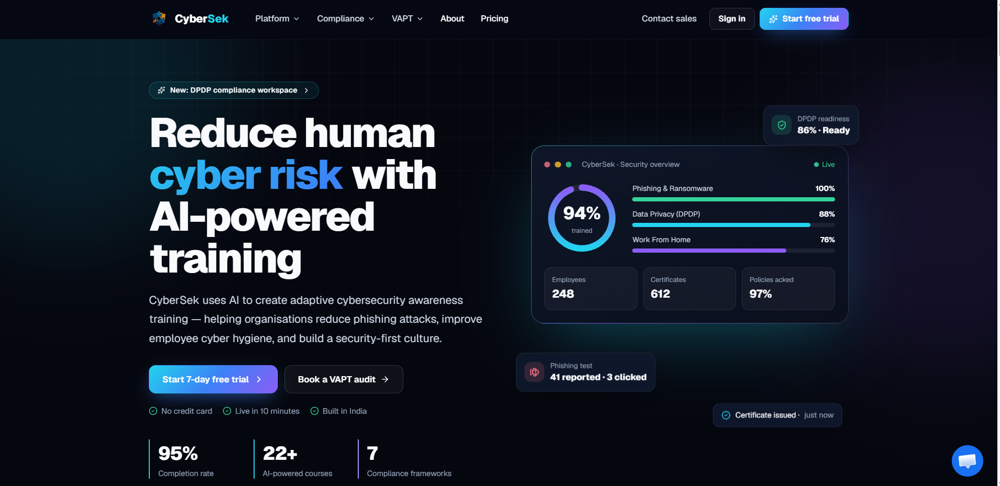 CyberSek
Platform
Compliance
VAPT
About
Pricing
Contact sales
Sign in
Start free trial
New: DPDP compliance workspace
Reduce human
cyber risk with
AI-powered
training
CyberSek uses AI to create adaptive cybersecurity awareness
training — helping organisations reduce phishing attacks, improve
employee cyber hygiene, and build a security-first culture.
Start 7-day free trial
Book a VAPT audit
No credit card
Live in 10 minutes
Built in India
95%
Completion rate
22+
AI-powered courses
7
Compliance frameworks
DPDP readiness
86% · Ready
CyberSek · Security overview
Live
94%
trained
Phishing & Ransomware
100%
Data Privacy (DPDP)
88%
Work From Home
76%
Employees
248
Certificates
612
Policies acked
97%
Phishing test
41 reported · 3 clicked
Certificate issued · just now